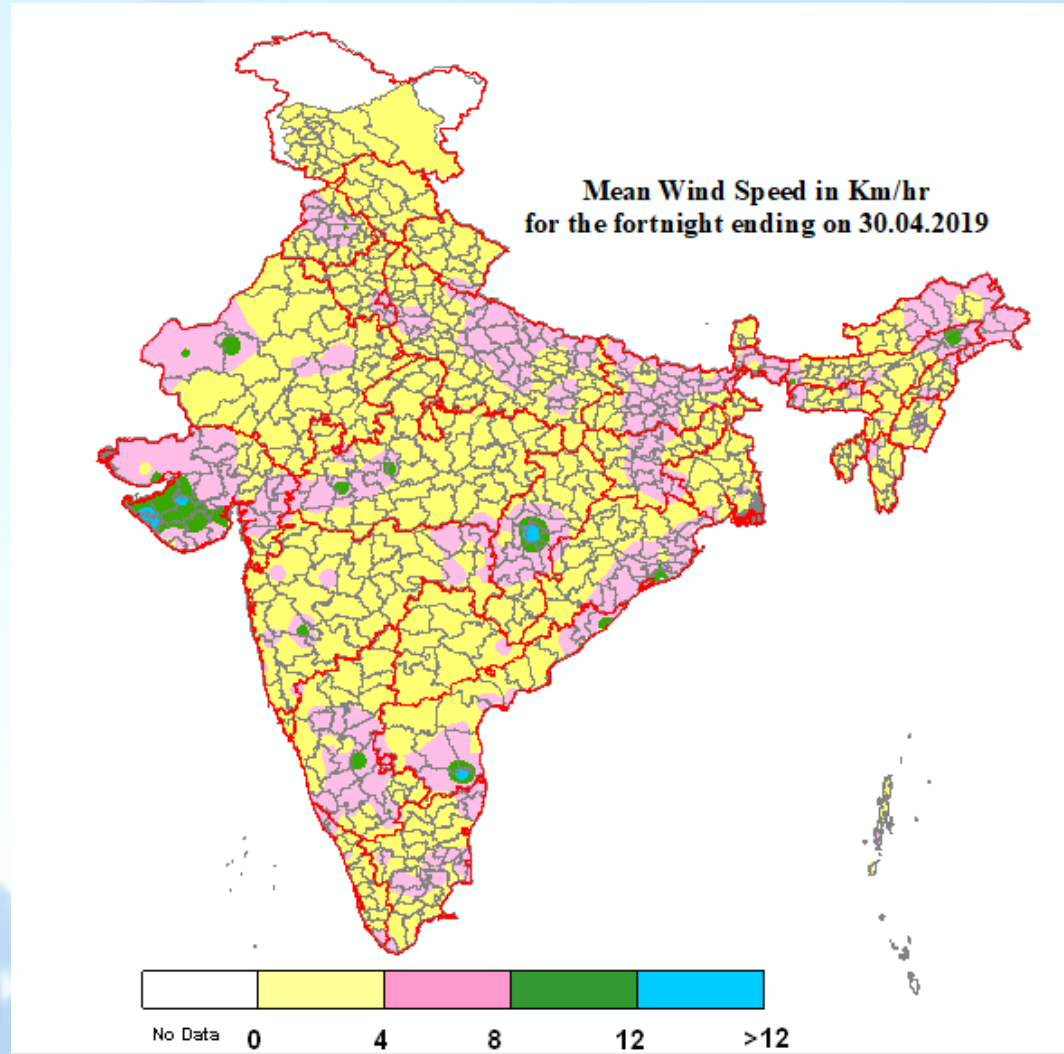 Mean Wind Speed in Km/hr
for the fortnight ending on 30.04.2019
No Data 0 4 8 12 >12